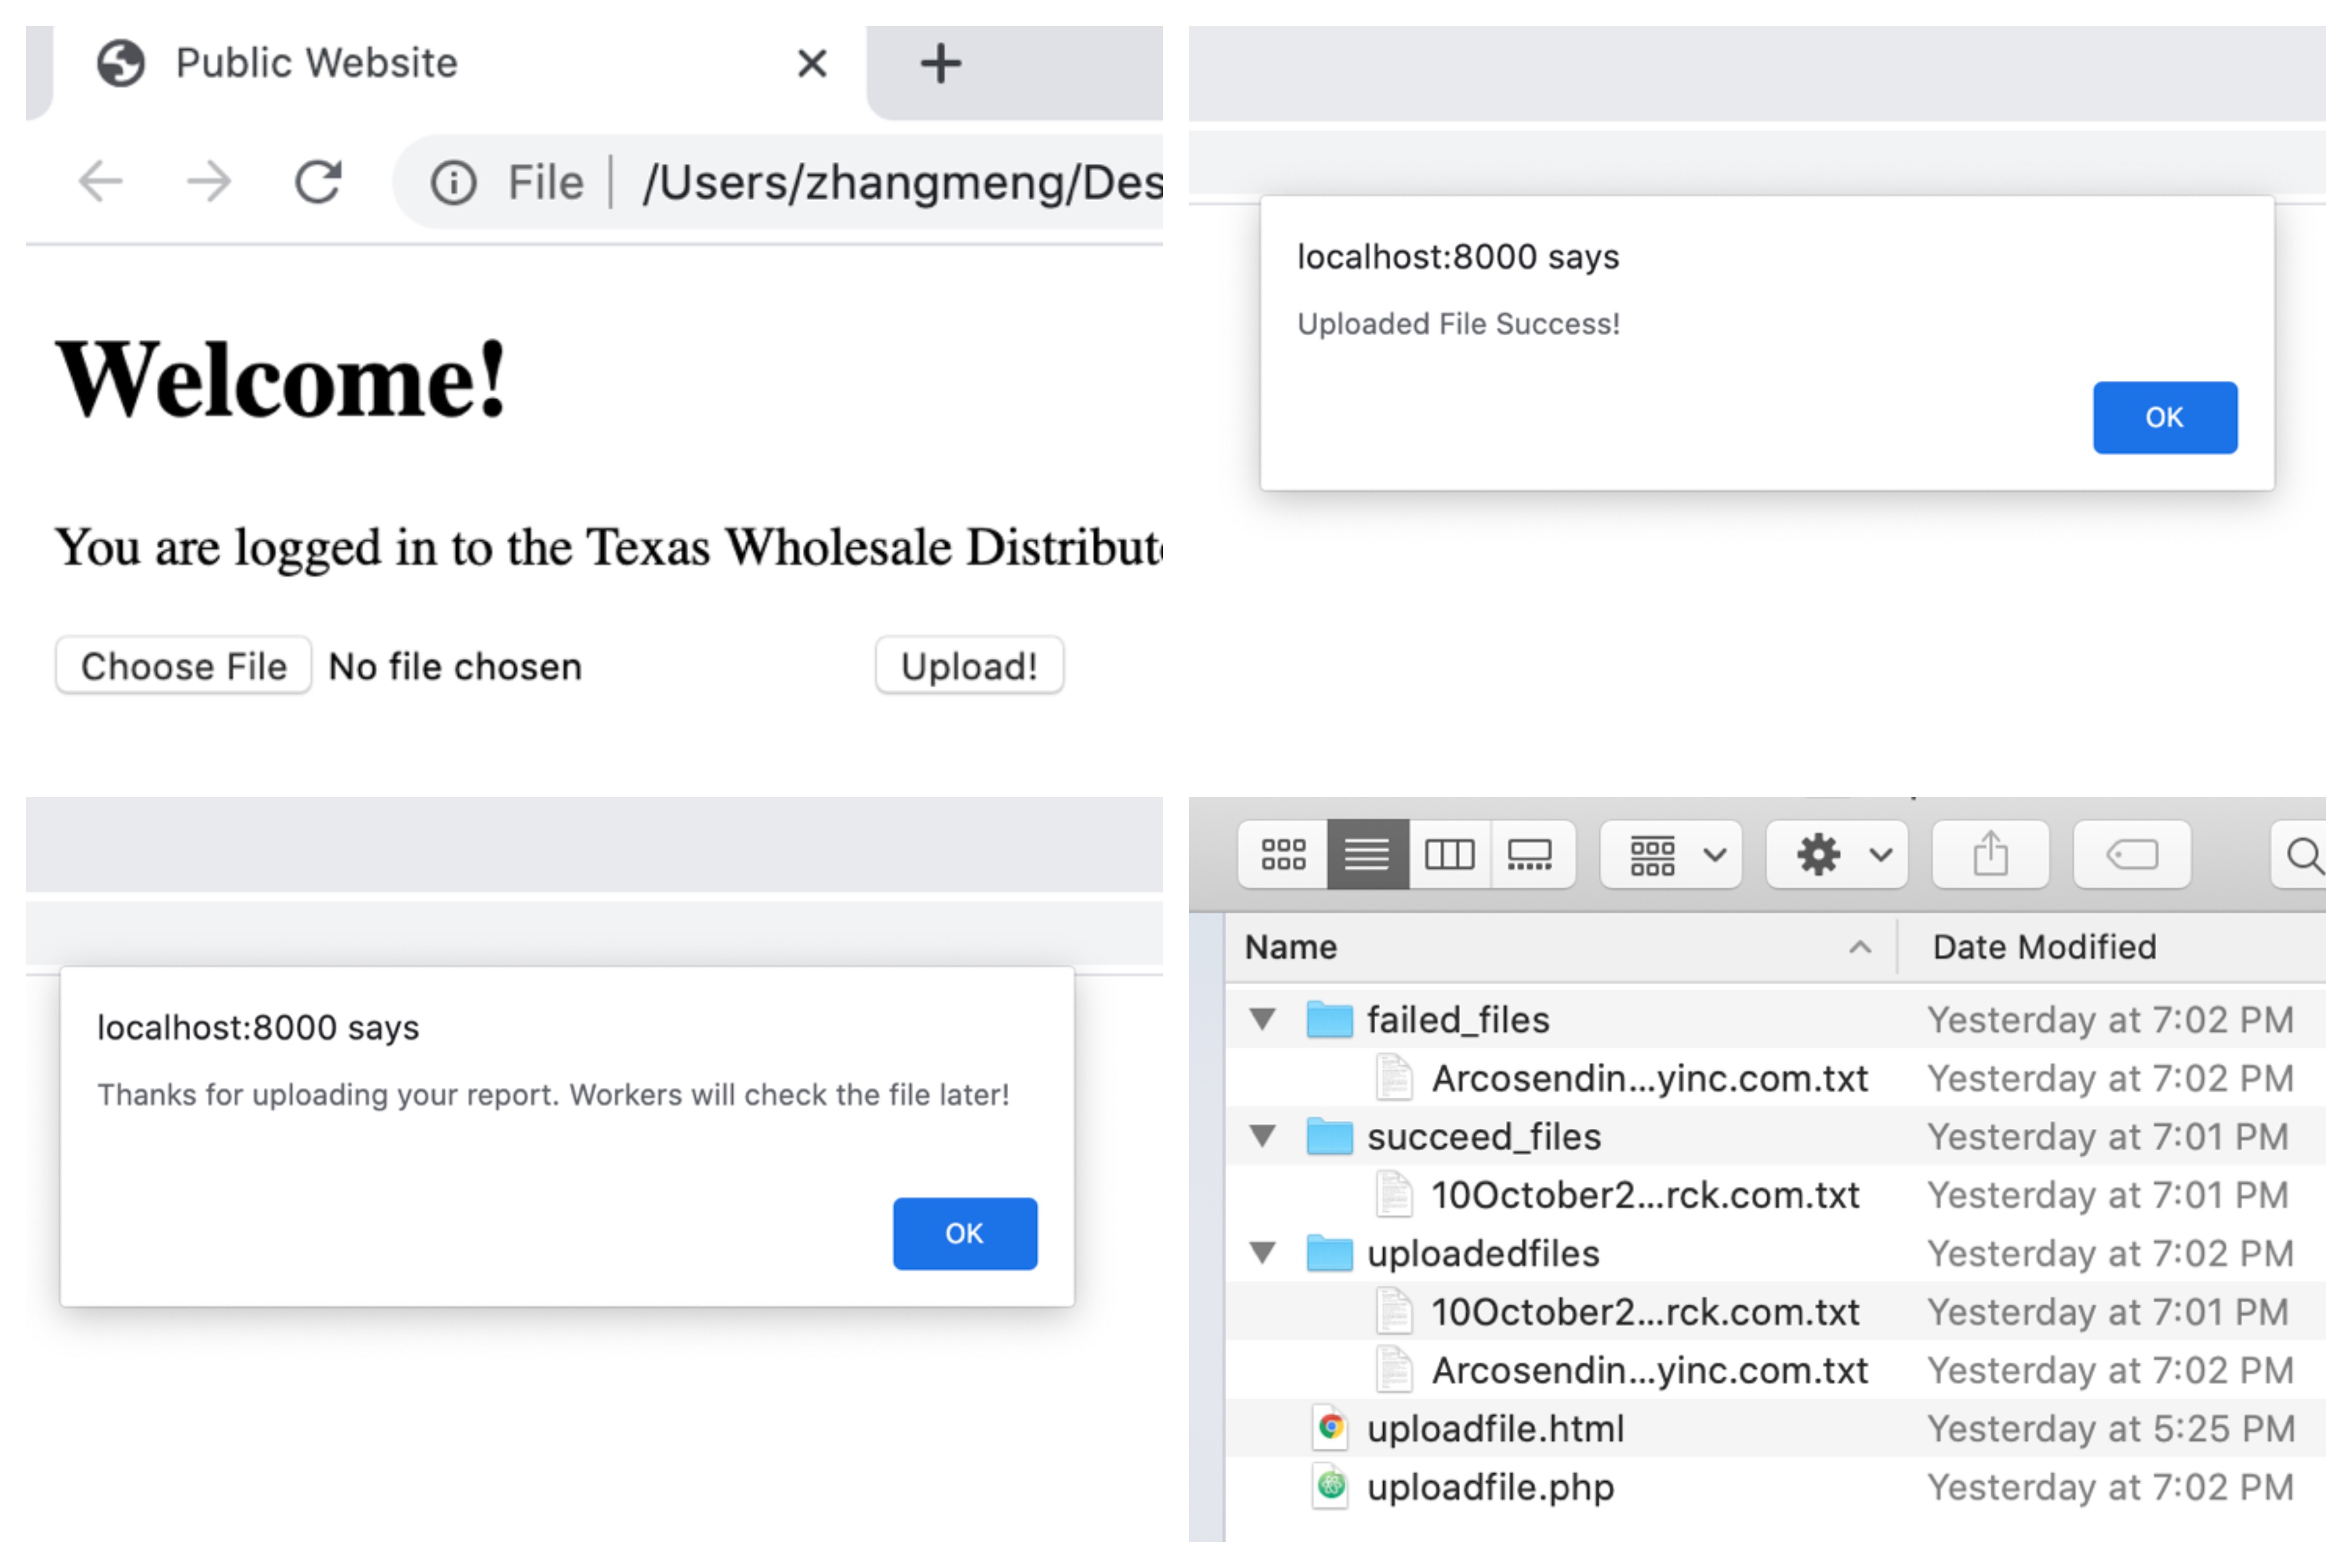 Public Website
File | /Users/zhangmeng/Des
Welcome!
You are logged in to the Texas Wholesale Distribut
Choose File No file chosen Upload!
localhost:8000 says
Uploaded File Success!
OK
localhost:8000 says
Thanks for uploading your report. Workers will check the file later!
OK
Name Date Modified
failed_files Yesterday at 7:02 PM
Arcosendin...yinc.com.txt Yesterday at 7:02 PM
succeed_files Yesterday at 7:01 PM
10October2...rck.com.txt Yesterday at 7:01 PM
uploadedfiles Yesterday at 7:02 PM
10October2...rck.com.txt Yesterday at 7:01 PM
Arcosendin...yinc.com.txt Yesterday at 7:02 PM
uploadfile.html Yesterday at 5:25 PM
uploadfile.php Yesterday at 7:02 PM